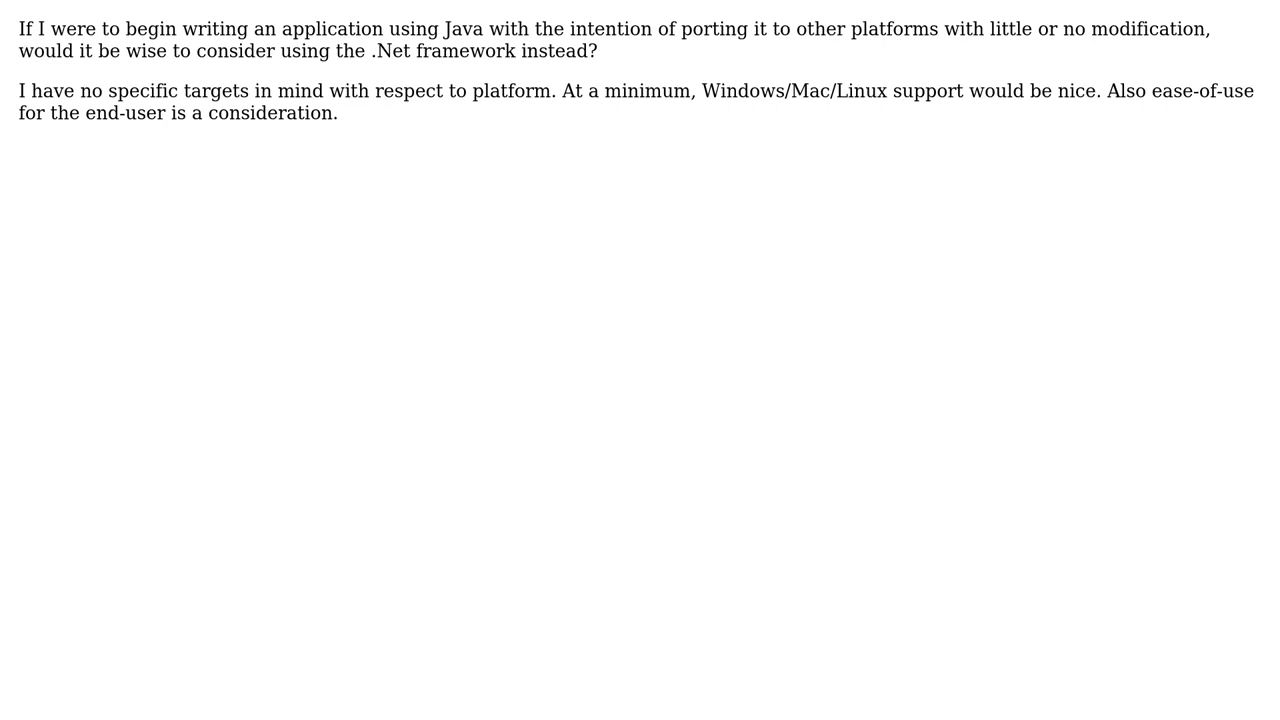 If I were to begin writing an application using Java with the intention of porting it to other platforms with little or no modification,
would it be wise to consider using the .Net framework instead?
I have no specific targets in mind with respect to platform. At a minimum, Windows/Mac/Linux support would be nice. Also ease-of-use
for the end-user is a consideration.